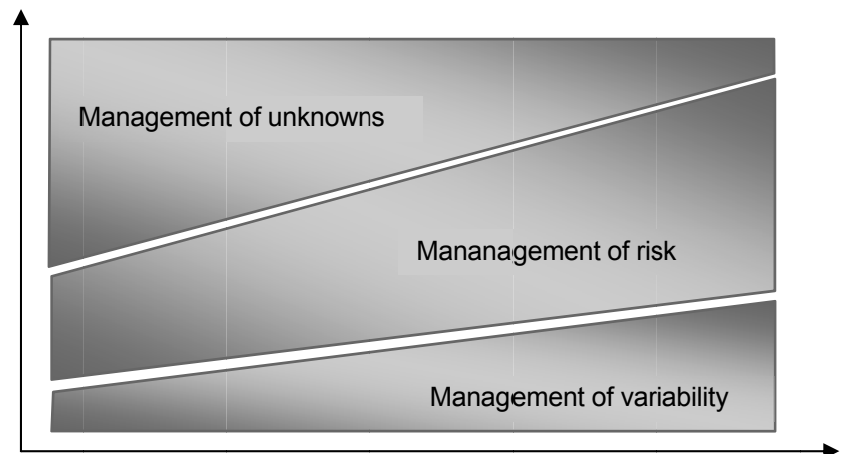 Management of unknowns
Mananagement of risk
Management of variability